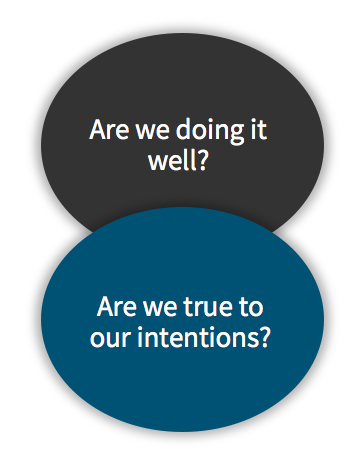 Are we doing it
well?
Are we true to
our intentions?